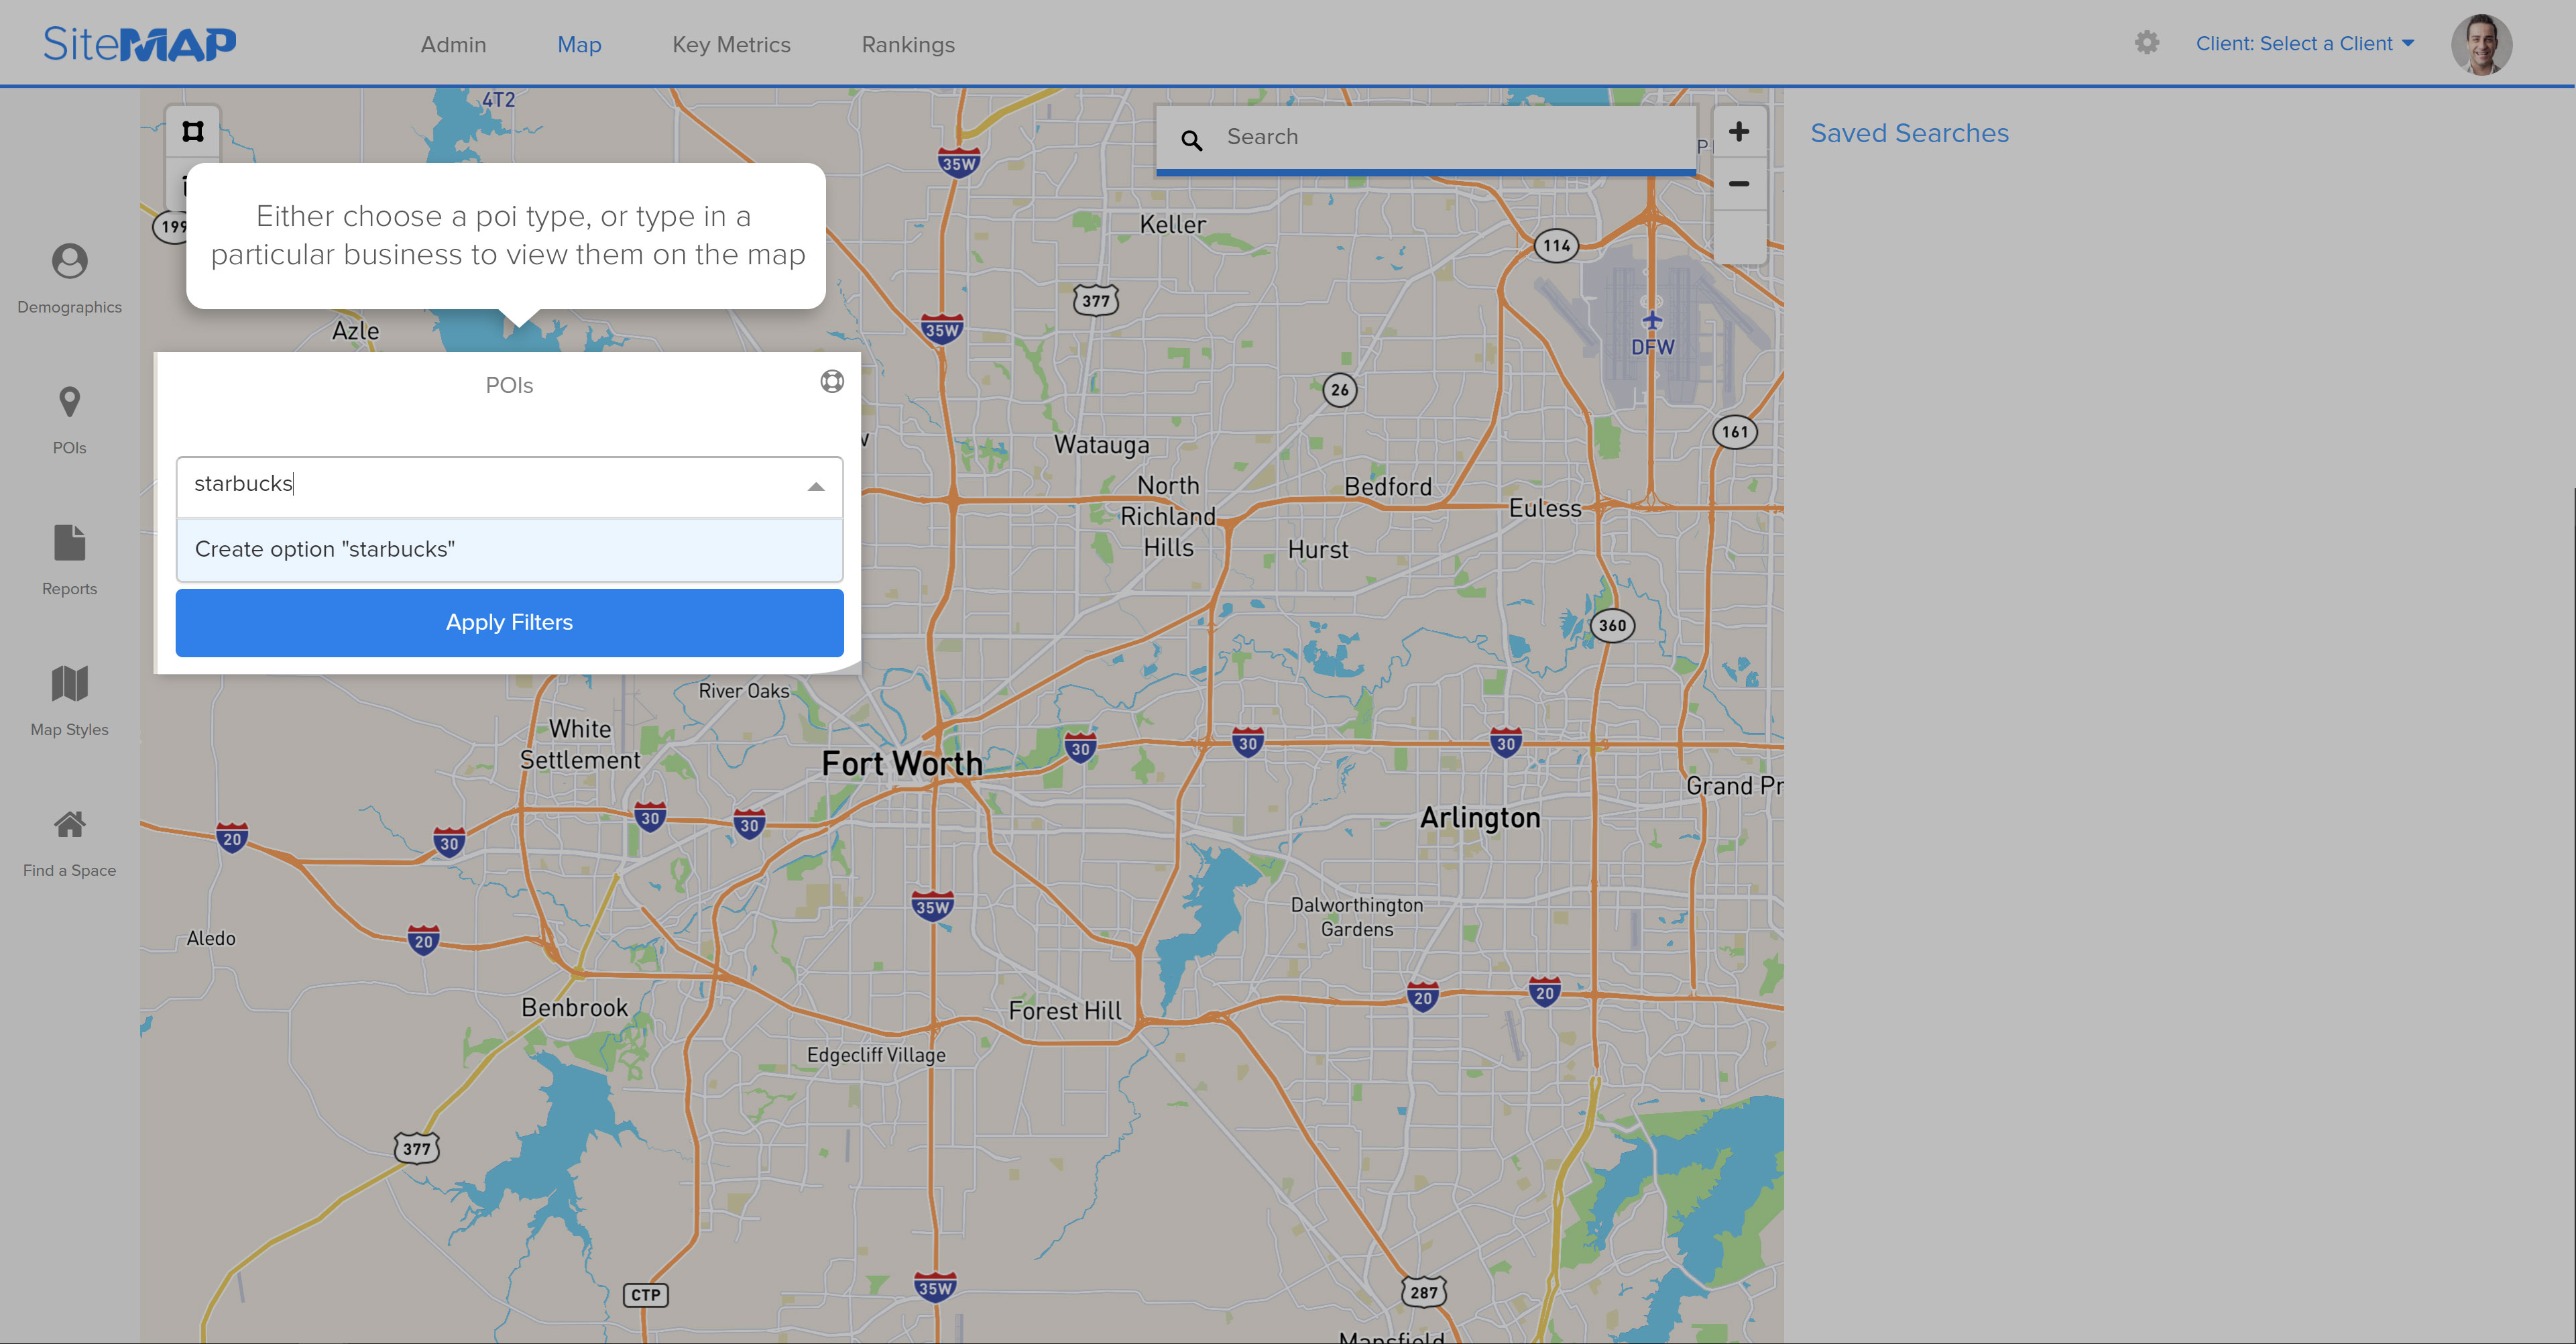 SiteMAP
Admin
Map
Key Metrics
Rankings
Client: Select a Client
Demographics
POIs
Reports
Map Styles
Find a Space
Search
+
−
Saved Searches
Either choose a poi type, or type in a
particular business to view them on the map
POIs
starbucks
Create option "starbucks"
Apply Filters
4T2
35W
199
Keller
114
377
Azle
35W
DFW
26
161
Watauga
North
Richland
Hills
Bedford
Euless
Hurst
360
River Oaks
White
Settlement
Fort Worth
30
30
30
Grand Pr
Arlington
20
30
30
30
35W
Dalworthington
Gardens
Aledo
20
20
20
Benbrook
Forest Hill
Edgecliff Village
377
CTP
35W
287
Mansfield